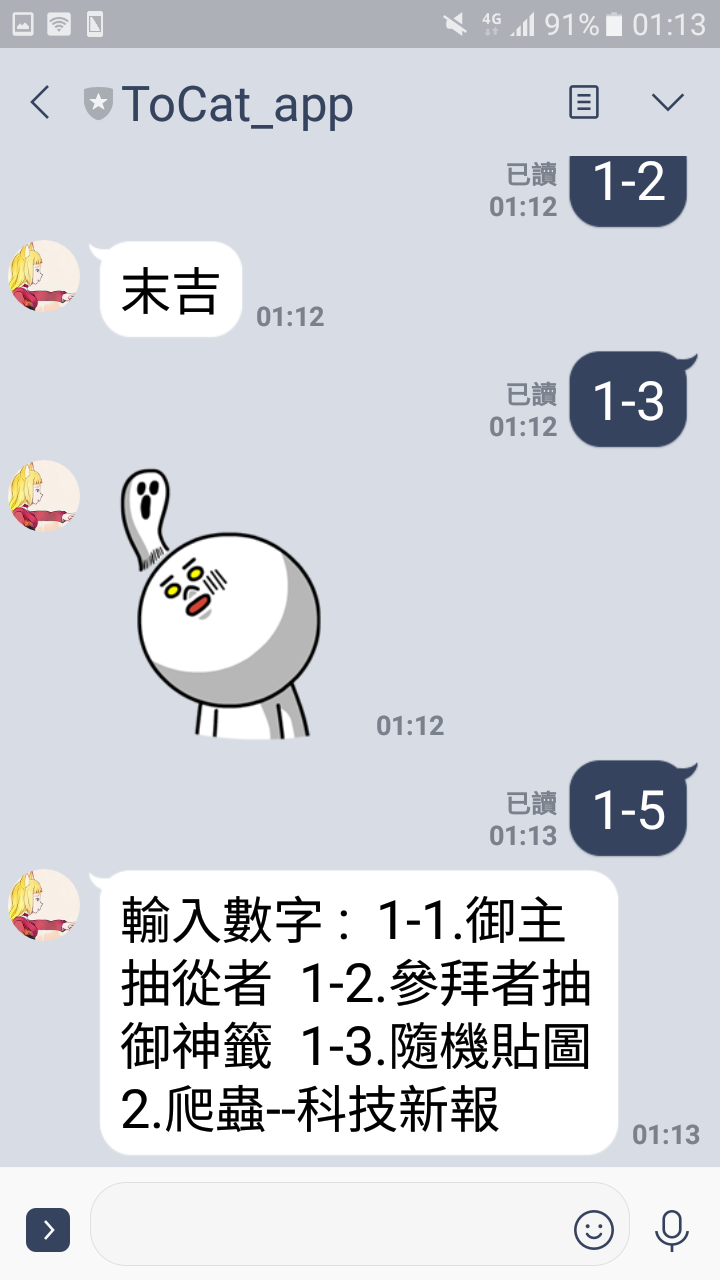 4G 91% 01:13
ToCat_app
已讀
01:12
1-2
末吉
01:12
已讀
01:12
1-3
01:12
已讀
01:13
1-5
輸入數字： 1-1.御主
抽從者 1-2.參拜者抽
御神籤 1-3.隨機貼圖
2.爬蟲--科技新報
01:13